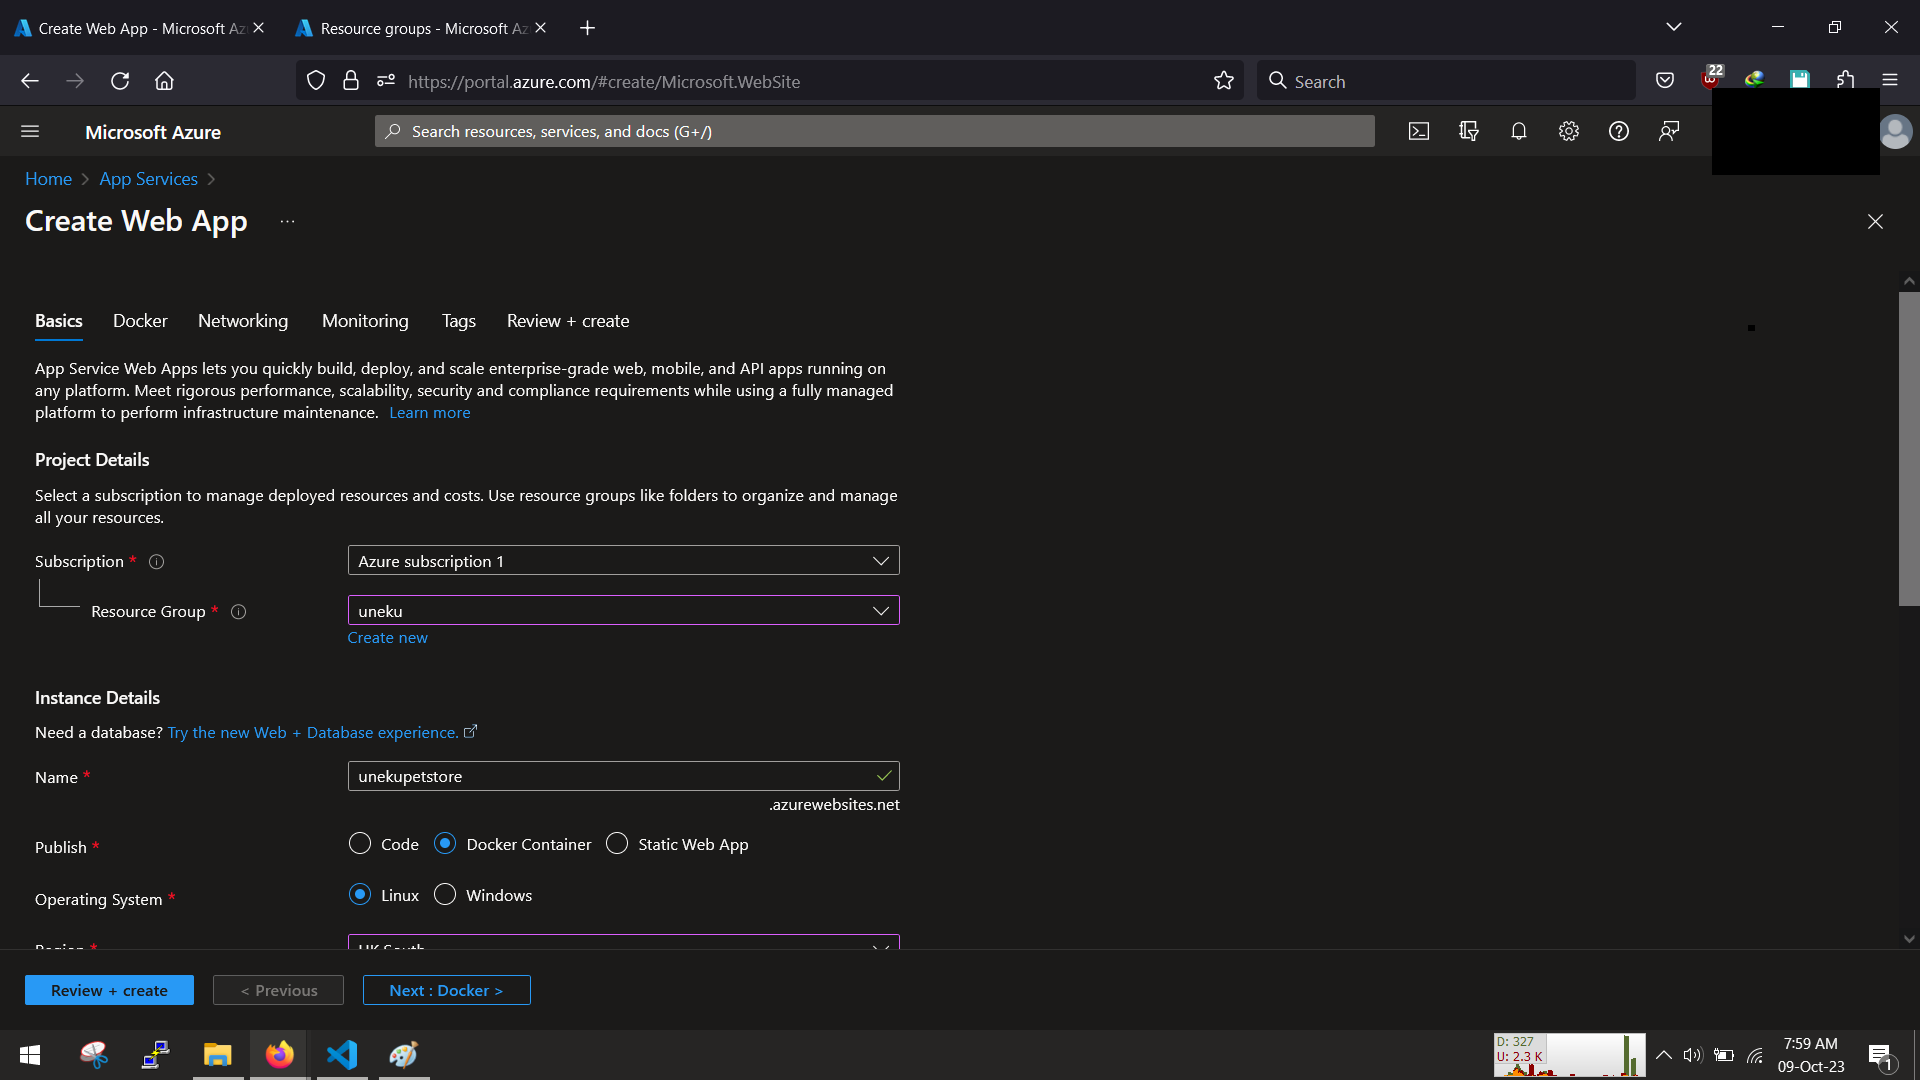 Create Web App - Microsoft Az
Resource groups - Microsoft Az
https://portal.azure.com/#create/Microsoft.WebSite
Search
22
Microsoft Azure
Search resources, services, and docs (G+/)
Home
App Services
Create Web App
Basics
Docker
Networking
Monitoring
Tags
Review + create
App Service Web Apps lets you quickly build, deploy, and scale enterprise-grade web, mobile, and API apps running on
any platform. Meet rigorous performance, scalability, security and compliance requirements while using a fully managed
platform to perform infrastructure maintenance. Learn more
Project Details
Select a subscription to manage deployed resources and costs. Use resource groups like folders to organize and manage
all your resources.
Subscription *
Azure subscription 1
Resource Group *
uneku
Create new
Instance Details
Need a database? Try the new Web + Database experience.
Name *
unekupetstore
.azurewebsites.net
Publish *
Code
Docker Container
Static Web App
Operating System *
Linux
Windows
Region *
UK South
Review + create
< Previous
Next : Docker >
D: 327
U: 2.3 K
7:59 AM
09-Oct-23
1